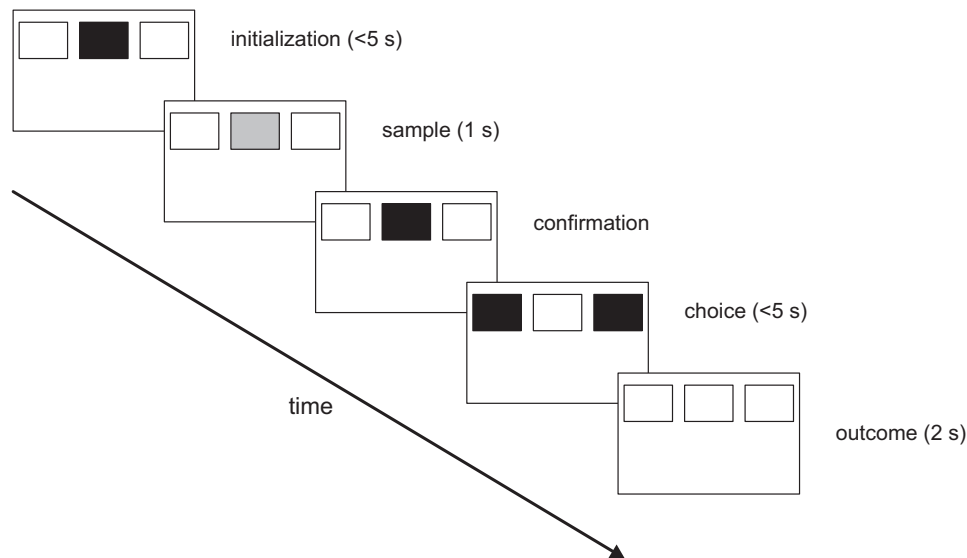 initialization (<5 s)
sample (1 s)
confirmation
choice (<5 s)
time
outcome (2 s)